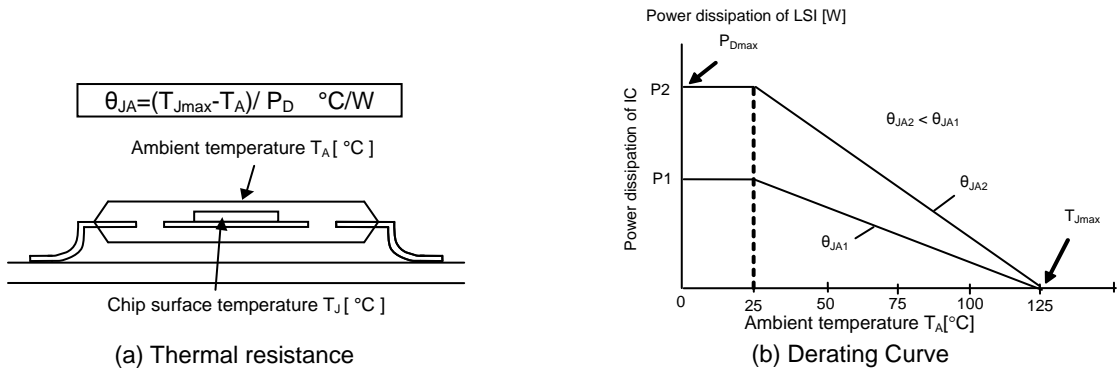 θJA=(TJmax-TA)/ PD °C/W
Ambient temperature TA [ °C ]
Chip surface temperature TJ [ °C ]
(a) Thermal resistance
Power dissipation of LSI [W]
PDmax
Power dissipation of IC
P2
P1
θJA2 < θJA1
θJA2
θJA1
TJmax
0 25 50 75 100 125
Ambient temperature TA[°C]
(b) Derating Curve